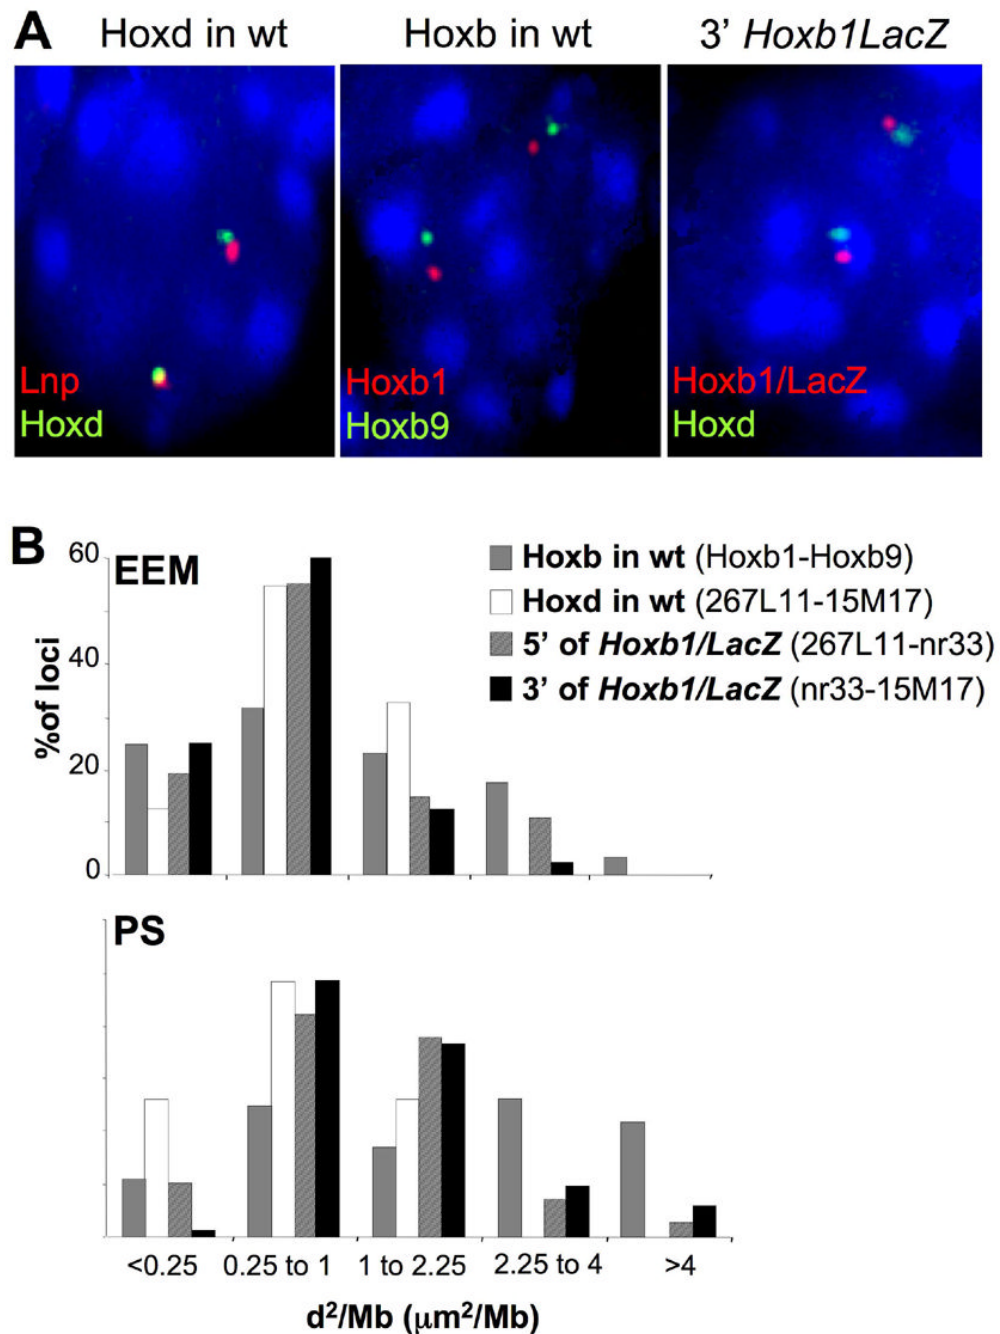 A
Hoxd in wt
Hoxb in wt
3’ Hoxb1LacZ
Lnp
Hoxd
Hoxb1
Hoxb9
Hoxb1/LacZ
Hoxd
B
60
EEM
40
20
0
%of loci
Hoxb in wt (Hoxb1-Hoxb9)
Hoxd in wt (267L11-15M17)
5’ of Hoxb1/LacZ (267L11-nr33)
3’ of Hoxb1/LacZ (nr33-15M17)
PS
<0.25 0.25 to 1 1 to 2.25 2.25 to 4 >4
d²/Mb (μm²/Mb)